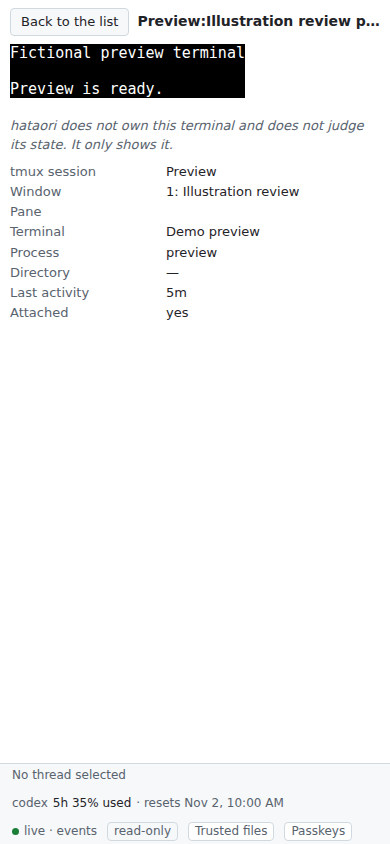 Back to the list Preview:Illustration review p...
Fictional preview terminal
Preview is ready.
hataori does not own this terminal and does not judge
its state. It only shows it.
tmux session Preview
Window 1: Illustration review
Pane
Terminal Demo preview
Process preview
Directory —
Last activity 5m
Attached yes
No thread selected
codex 5h 35% used · resets Nov 2, 10:00 AM
live · events read-only Trusted files Passkeys